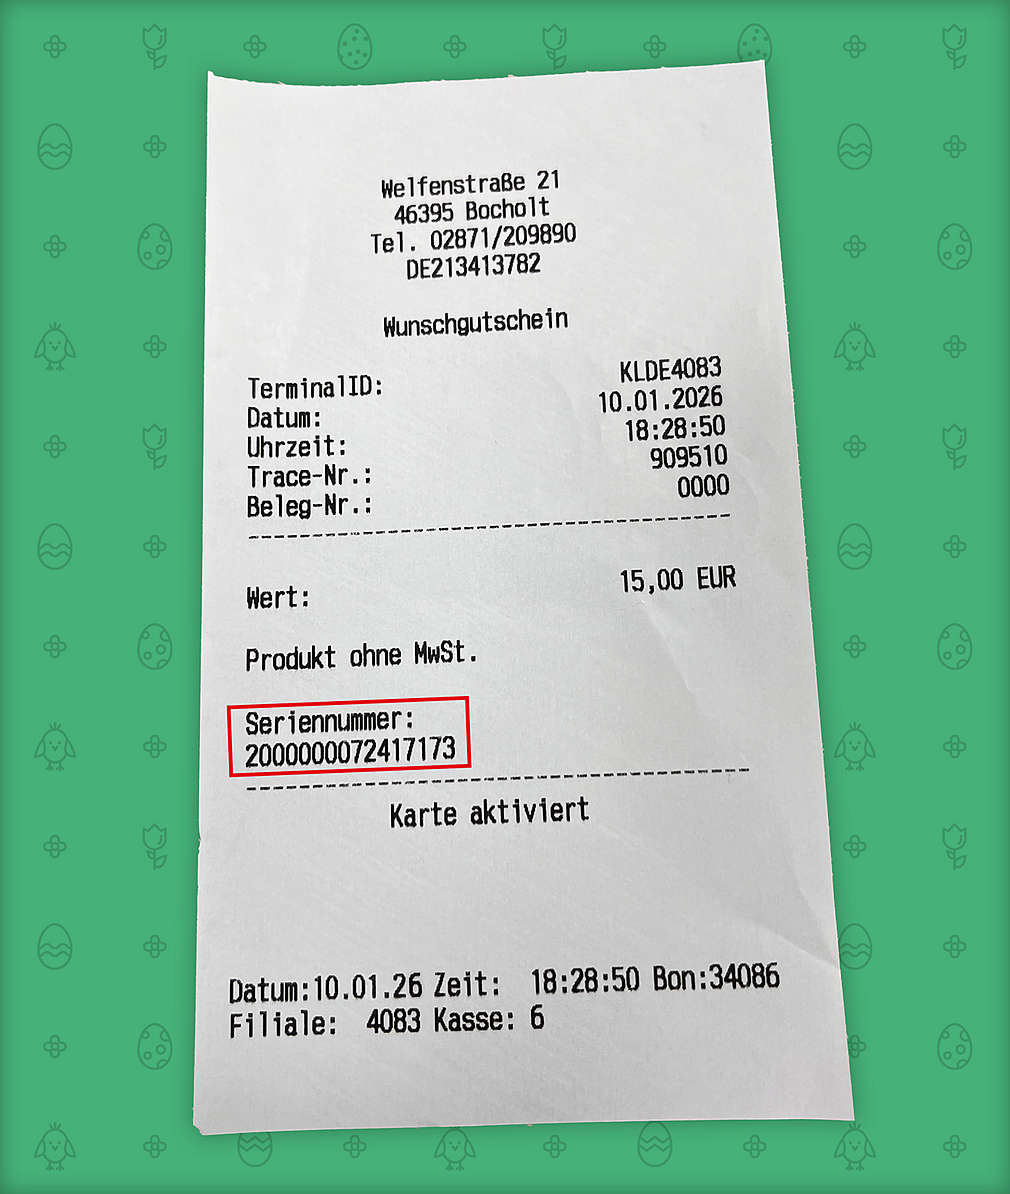 Welfenstraße 21
46395 Bocholt
Tel. 02871/209890
DE213413782
Wunschgutschein
TerminalID: KLDE4083
Datum: 10.01.2026
Uhrzeit: 18:28:50
Trace-Nr.: 909510
Beleg-Nr.: 0000
Wert: 15,00 EUR
Produkt ohne MwSt.
Seriennummer:
2000000072417173
Karte aktiviert
Datum:10.01.26 Zeit: 18:28:50 Bon:34086
Filiale: 4083 Kasse: 6